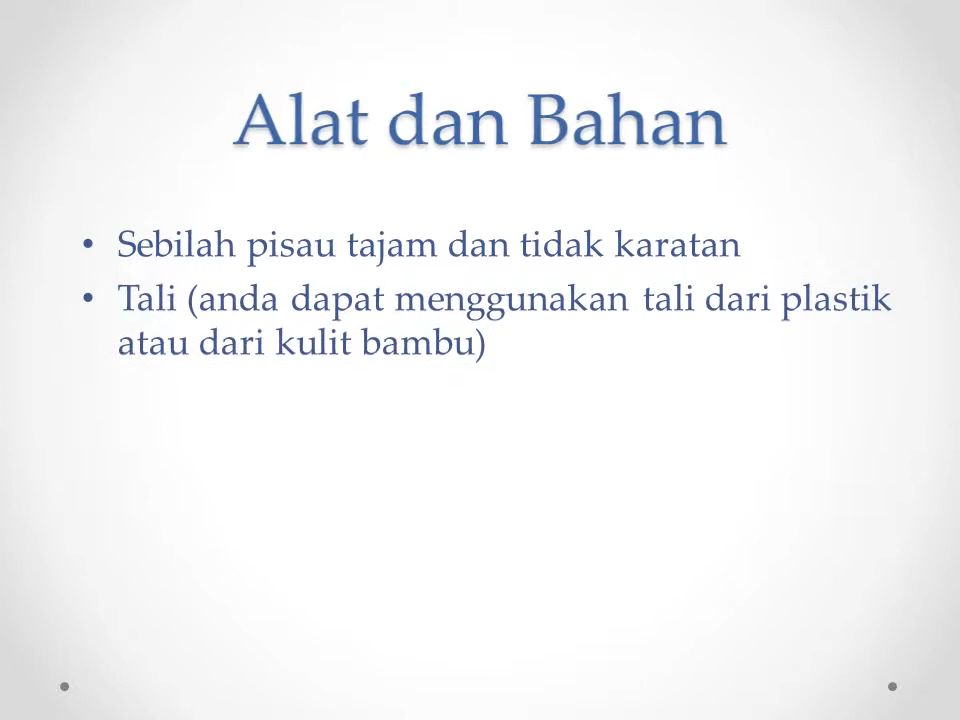 Alat dan Bahan
• Sebilah pisau tajam dan tidak karatan
• Tali (anda dapat menggunakan tali dari plastik
atau dari kulit bambu)